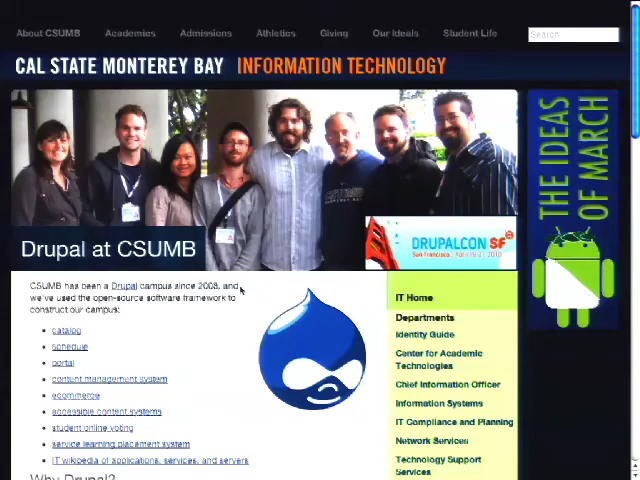 About CSUMB Academics Admissions Athletics Giving Our Ideals Student Life Search
CAL STATE MONTEREY BAY INFORMATION TECHNOLOGY
THE IDEAS
OF MARCH
Drupal at CSUMB
DRUPALCON SF
San Francisco
CSUMB has been a Drupal campus since 2008, and
we've used the open-source software framework to
construct our campus:
catalog
schedule
portal
content management system
ecommerce
accessible content systems
student online voting
service learning placement system
IT wikipedia of applications, services, and servers
Why Drupal?
IT Home
Departments
Identity Guide
Center for Academic
Technologies
Chief Information Officer
Information Systems
IT Compliance and Planning
Network Services
Technology Support
Services